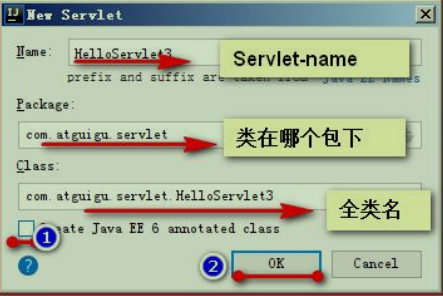 New Servlet
Name: HelloServlet3
Servlet-name
prefix and suffix are taken from Java EE Names
Package:
com.atguigu.servlet
类在哪个包下
Class:
com.atguigu.servlet.HelloServlet3
全类名
Create Java EE 6 annotated class
1
?
2
OK
Cancel